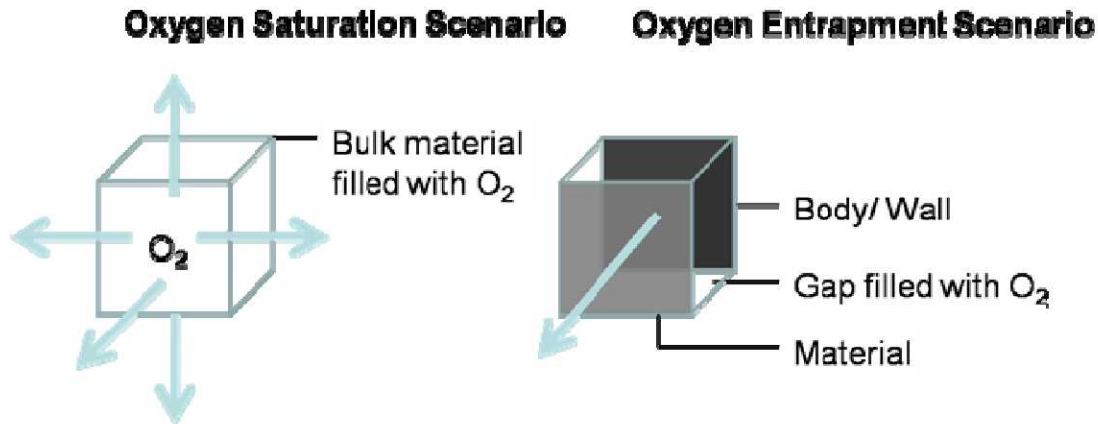 Oxygen Saturation Scenario
Oxygen Entrapment Scenario
Bulk material
filled with O₂
O₂
Body/ Wall
Gap filled with O₂
Material